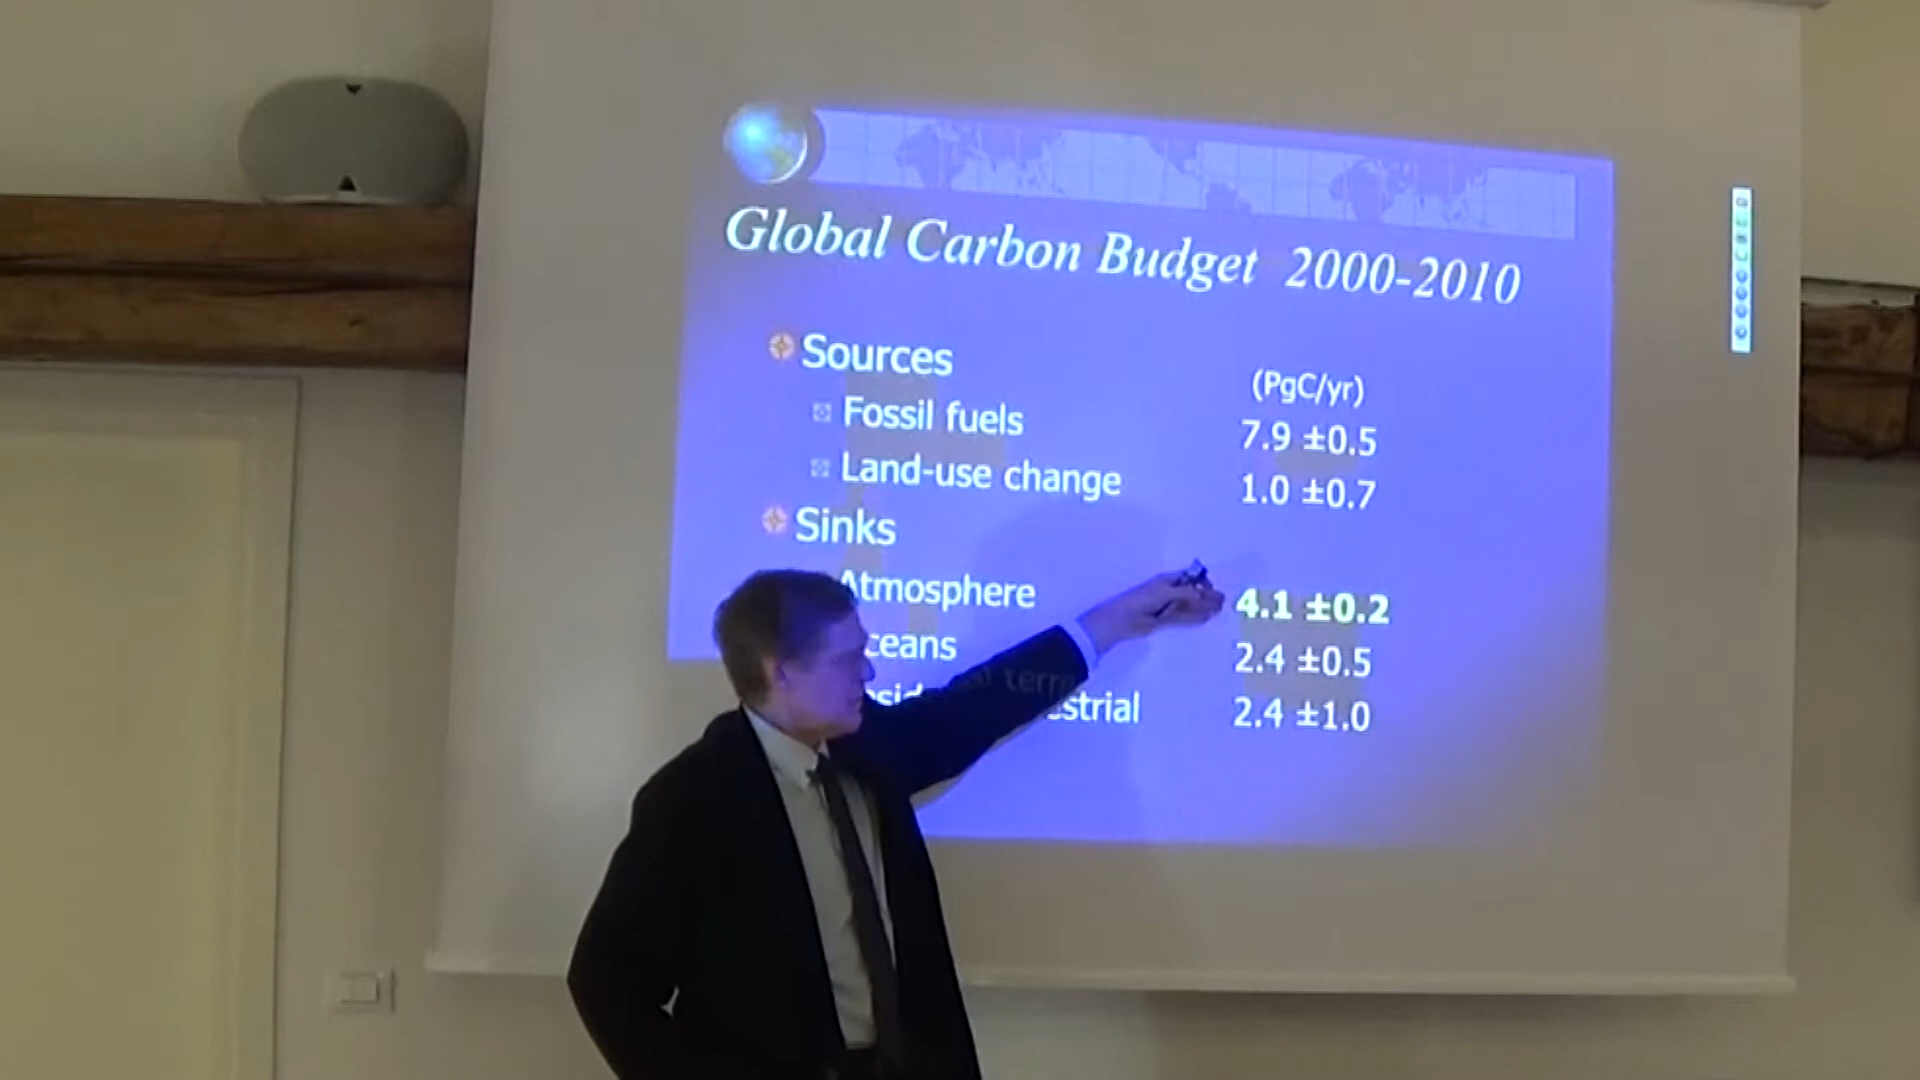 Global Carbon Budget 2000-2010
Sources (PgC/yr)
Fossil fuels 7.9 ±0.5
Land-use change 1.0 ±0.7
Sinks
Atmosphere 4.1 ±0.2
ceans 2.4 ±0.5
2.4 ±1.0